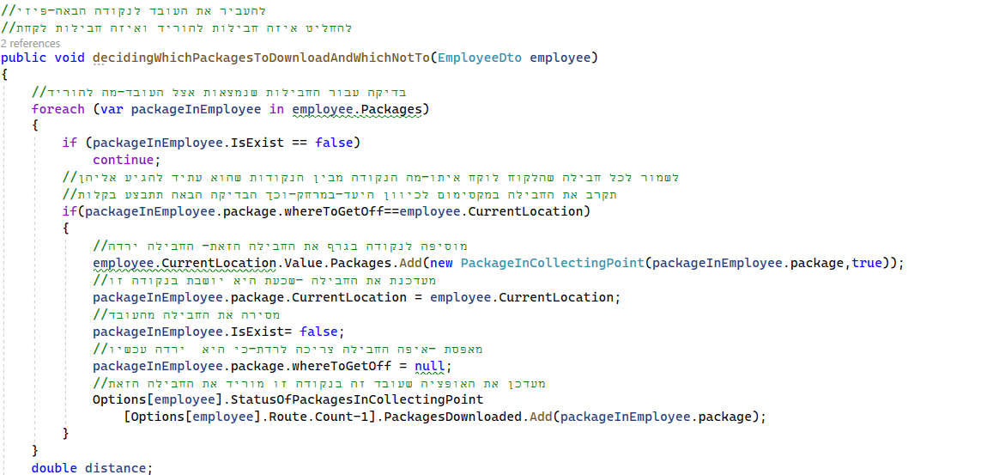 //להעביר את העובד לנקודה הבאה-פיזי
//להחליט איזה חבילות להוריד ואיזה חבילות לקחת
2 references
public void decidingWhichPackagesToDownloadAndWhichNotTo(EmployeeDto employee)
{
//בדיקה עבור החבילות שנמצאות אצל העובד-מה להוריד
foreach (var packageInEmployee in employee.Packages)
{
if (packageInEmployee.IsExist == false)
continue;
//לשמור לכל חבילה שהלקוח לוקח איתו-מה הנקודה מבין הנקודות שהוא עתיד להגיע אליהן
//תקרב את החבילה במקסימום לכיוון היעד-במרחק-וכך הבדיקה הבאה תתבצע בקלות
if(packageInEmployee.package.whereToGetOff==employee.CurrentLocation)
{
//מוסיפה לנקודה בגרף את החבילה הזאת- החבילה ירדה
employee.CurrentLocation.Value.Packages.Add(new PackageInCollectingPoint(packageInEmployee.package,true));
//מעדכנת את החבילה -שכעת היא יושבת בנקודה זו
packageInEmployee.package.CurrentLocation = employee.CurrentLocation;
//מסירה את החבילה מהעובד
packageInEmployee.IsExist= false;
//מאפסת -איפה החבילה צריכה לרדת-כי היא  ירדה עכשיו
packageInEmployee.package.whereToGetOff = null;
//מעדכן את האופציה שעובד זה בנקודה זו מוריד את החבילה הזאת
Options[employee].StatusOfPackagesInCollectingPoint
[Options[employee].Route.Count-1].PackagesDownloaded.Add(packageInEmployee.package);
}
}
double distance;